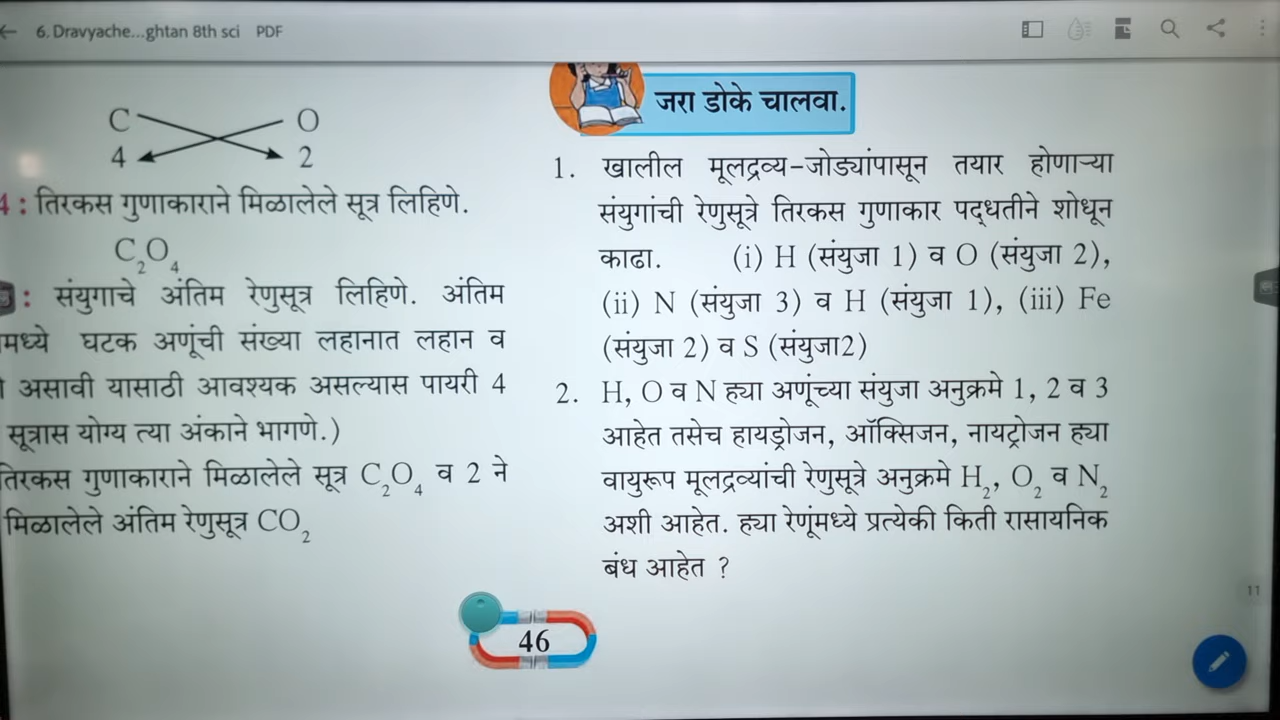 6. Dravyache...ghtan 8th sci PDF
C O
4 2
4 : तिरकस गुणाकाराने मिळालेले सूत्र लिहिणे.
C₂O₄
: संयुगाचे अंतिम रेणुसूत्र लिहिणे. अंतिम
मध्ये घटक अणूंची संख्या लहानात लहान व
असावी यासाठी आवश्यक असल्यास पायरी 4
सूत्रास योग्य त्या अंकाने भागणे.)
तिरकस गुणाकाराने मिळालेले सूत्र C₂O₄ व 2 ने
मिळालेले अंतिम रेणुसूत्र CO₂
जरा डोके चालवा.
1. खालील मूलद्रव्य-जोड्यांपासून तयार होणाऱ्या
संयुगांची रेणुसूत्रे तिरकस गुणाकार पद्धतीने शोधून
काढा. (i) H (संयुजा 1) व O (संयुजा 2),
(ii) N (संयुजा 3) व H (संयुजा 1), (iii) Fe
(संयुजा 2) व S (संयुजा2)
2. H, O व N ह्या अणूंच्या संयुजा अनुक्रमे 1, 2 व 3
आहेत तसेच हायड्रोजन, ऑक्सिजन, नायट्रोजन ह्या
वायुरूप मूलद्रव्यांची रेणुसूत्रे अनुक्रमे H₂, O₂ व N₂
अशी आहेत. ह्या रेणूंमध्ये प्रत्येकी किती रासायनिक
बंध आहेत ?
46
11